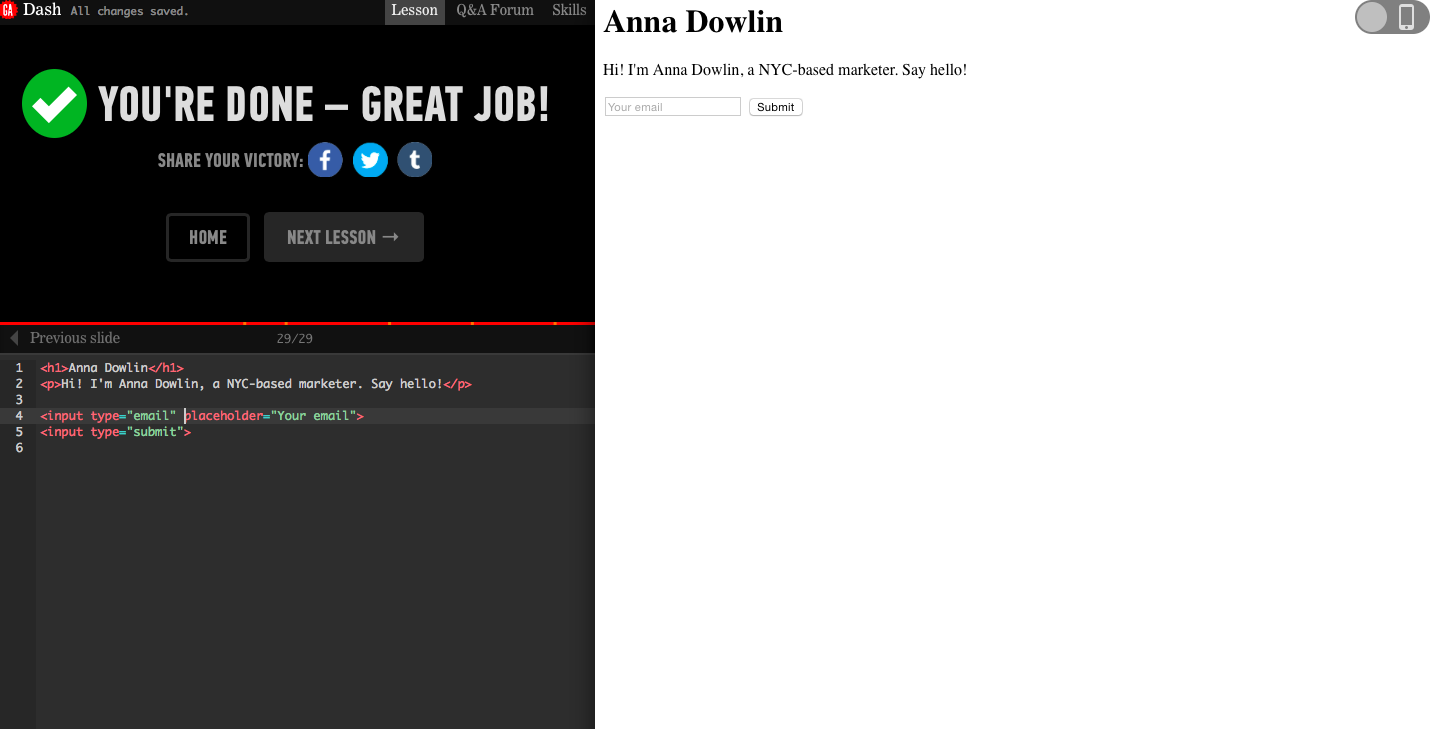 GA Dash All changes saved. Lesson Q&A Forum Skills
YOU'RE DONE – GREAT JOB!
SHARE YOUR VICTORY: f t
HOME NEXT LESSON →
Previous slide 29/29
1 <h1>Anna Dowlin</h1>
2 <p>Hi! I'm Anna Dowlin, a NYC-based marketer. Say hello!</p>
3
4 <input type="email" placeholder="Your email">
5 <input type="submit">
6
Anna Dowlin
Hi! I'm Anna Dowlin, a NYC-based marketer. Say hello!
Your email Submit